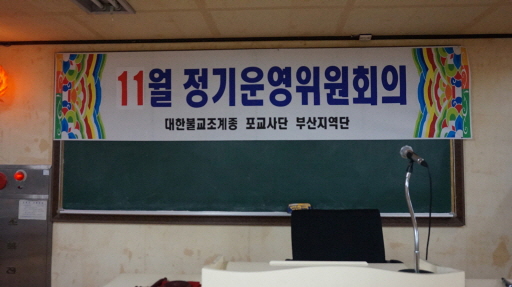 11월 정기운영위원회의
대한불교조계종 포교사단 부산지역단